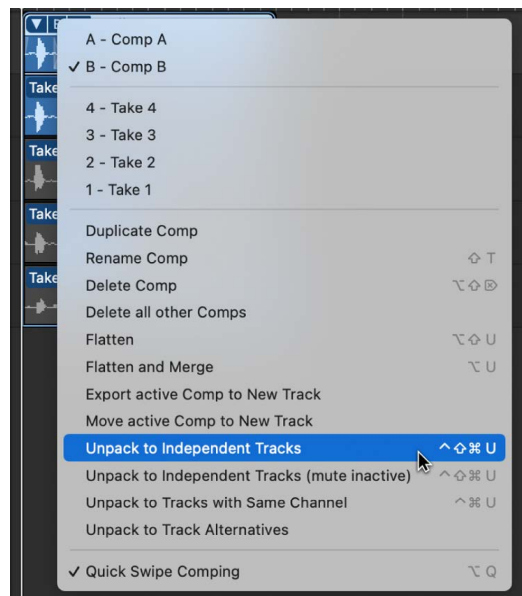 A - Comp A
✓ B - Comp B
Take
4 - Take 4
3 - Take 3
Take
2 - Take 2
1 - Take 1
Take
Duplicate Comp
Rename Comp ⇧ T
Take
Delete Comp ⌥ ⇧ ⌦
Delete all other Comps
Flatten ⌥ ⇧ U
Flatten and Merge ⌥ U
Export active Comp to New Track
Move active Comp to New Track
Unpack to Independent Tracks ^ ⇧ ⌘ U
Unpack to Independent Tracks (mute inactive) ^ ⇧ ⌘ U
Unpack to Tracks with Same Channel ^ ⌘ U
Unpack to Track Alternatives
✓ Quick Swipe Comping ⌥ Q